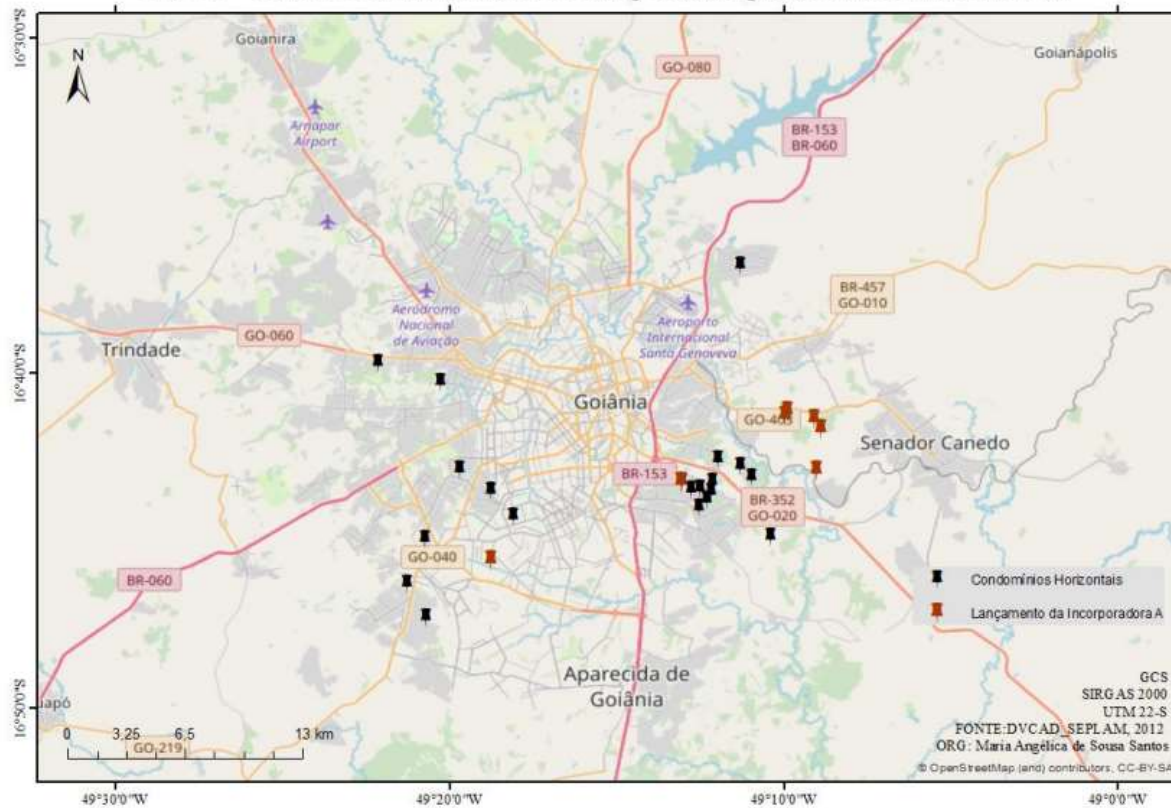 16°30'0"S
N
Goianira
GO-080
Goianápolis
Arnapar
Airport
BR-153
BR-060
BR-457
GO-010
Aeródromo
Nacional
de Aviação
Aeroporto
Internacional
Santa Genoveva
GO-060
Trindade
16°40'0"S
Goiânia
GO-403
Senador Canedo
BR-153
BR-352
GO-020
GO-040
BR-060
Condomínios Horizontais
Lançamento da Incorporadora A
Aparecida de
Goiânia
16°50'0"S
uapó
0 3,25 6,5 13 km
GO-219
GCS
SIRGAS 2000
UTM 22-S
FONTE:DVCAD_SEPLAM, 2012
ORG: Maria Angélica de Sousa Santos
© OpenStreetMap (and) contributors, CC-BY-SA
49°30'0"W 49°20'0"W 49°10'0"W 49°0'0"W